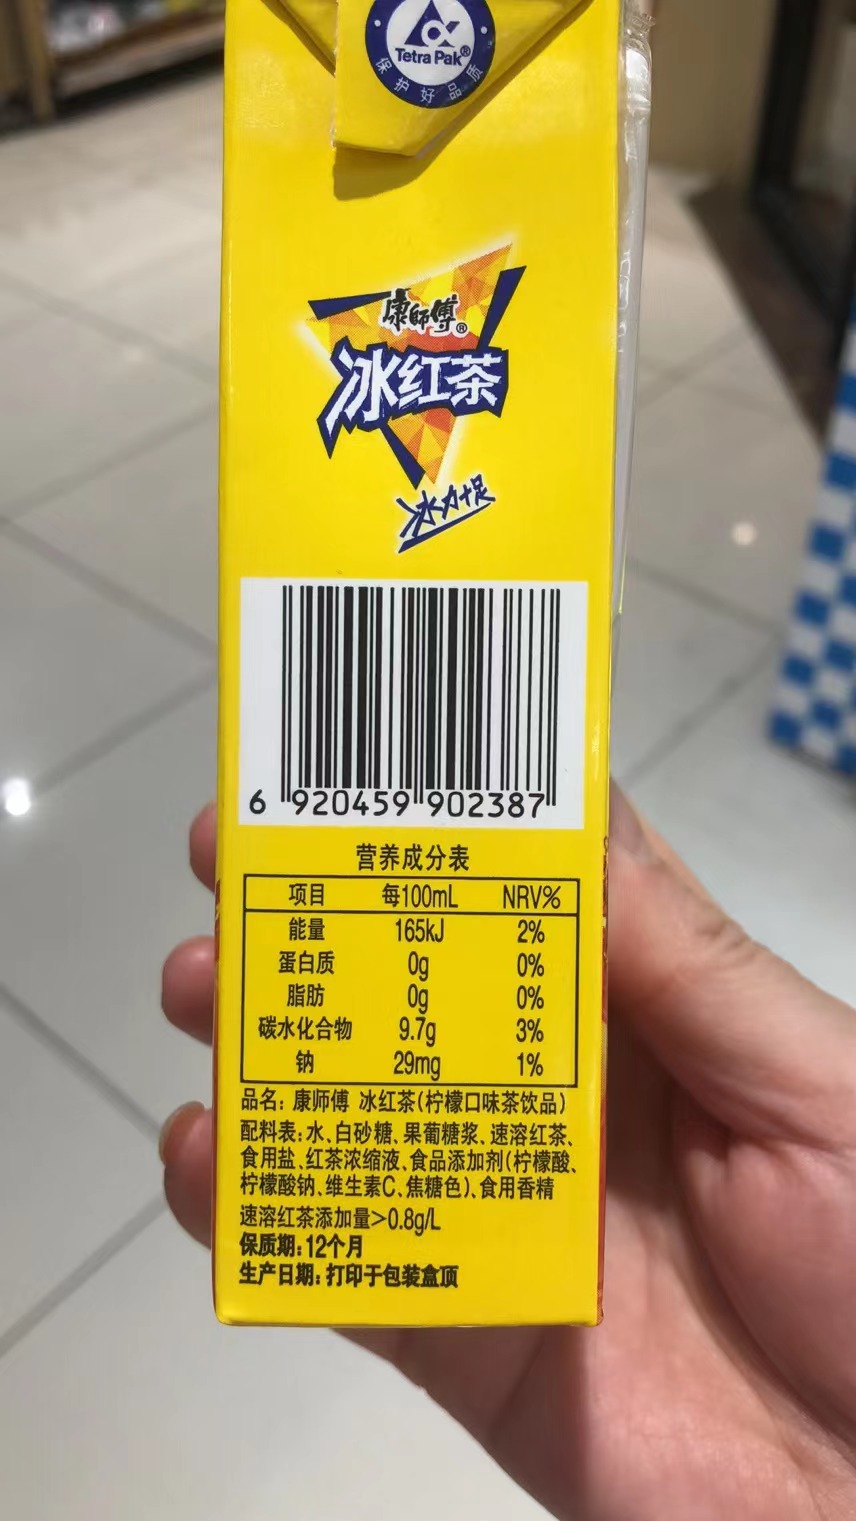 Tetra Pak®
保护好品质
康師傅®
冰红茶
冰力十足
6 920459 902387
营养成分表
项目 每100mL NRV%
能量 165kJ 2%
蛋白质 0g 0%
脂肪 0g 0%
碳水化合物 9.7g 3%
钠 29mg 1%
品名: 康师傅 冰红茶(柠檬口味茶饮品)
配料表:水、白砂糖、果葡糖浆、速溶红茶、
食用盐、红茶浓缩液、食品添加剂(柠檬酸、
柠檬酸钠、维生素C、焦糖色)、食用香精
速溶红茶添加量>0.8g/L
保质期:12个月
生产日期:打印于包装盒顶